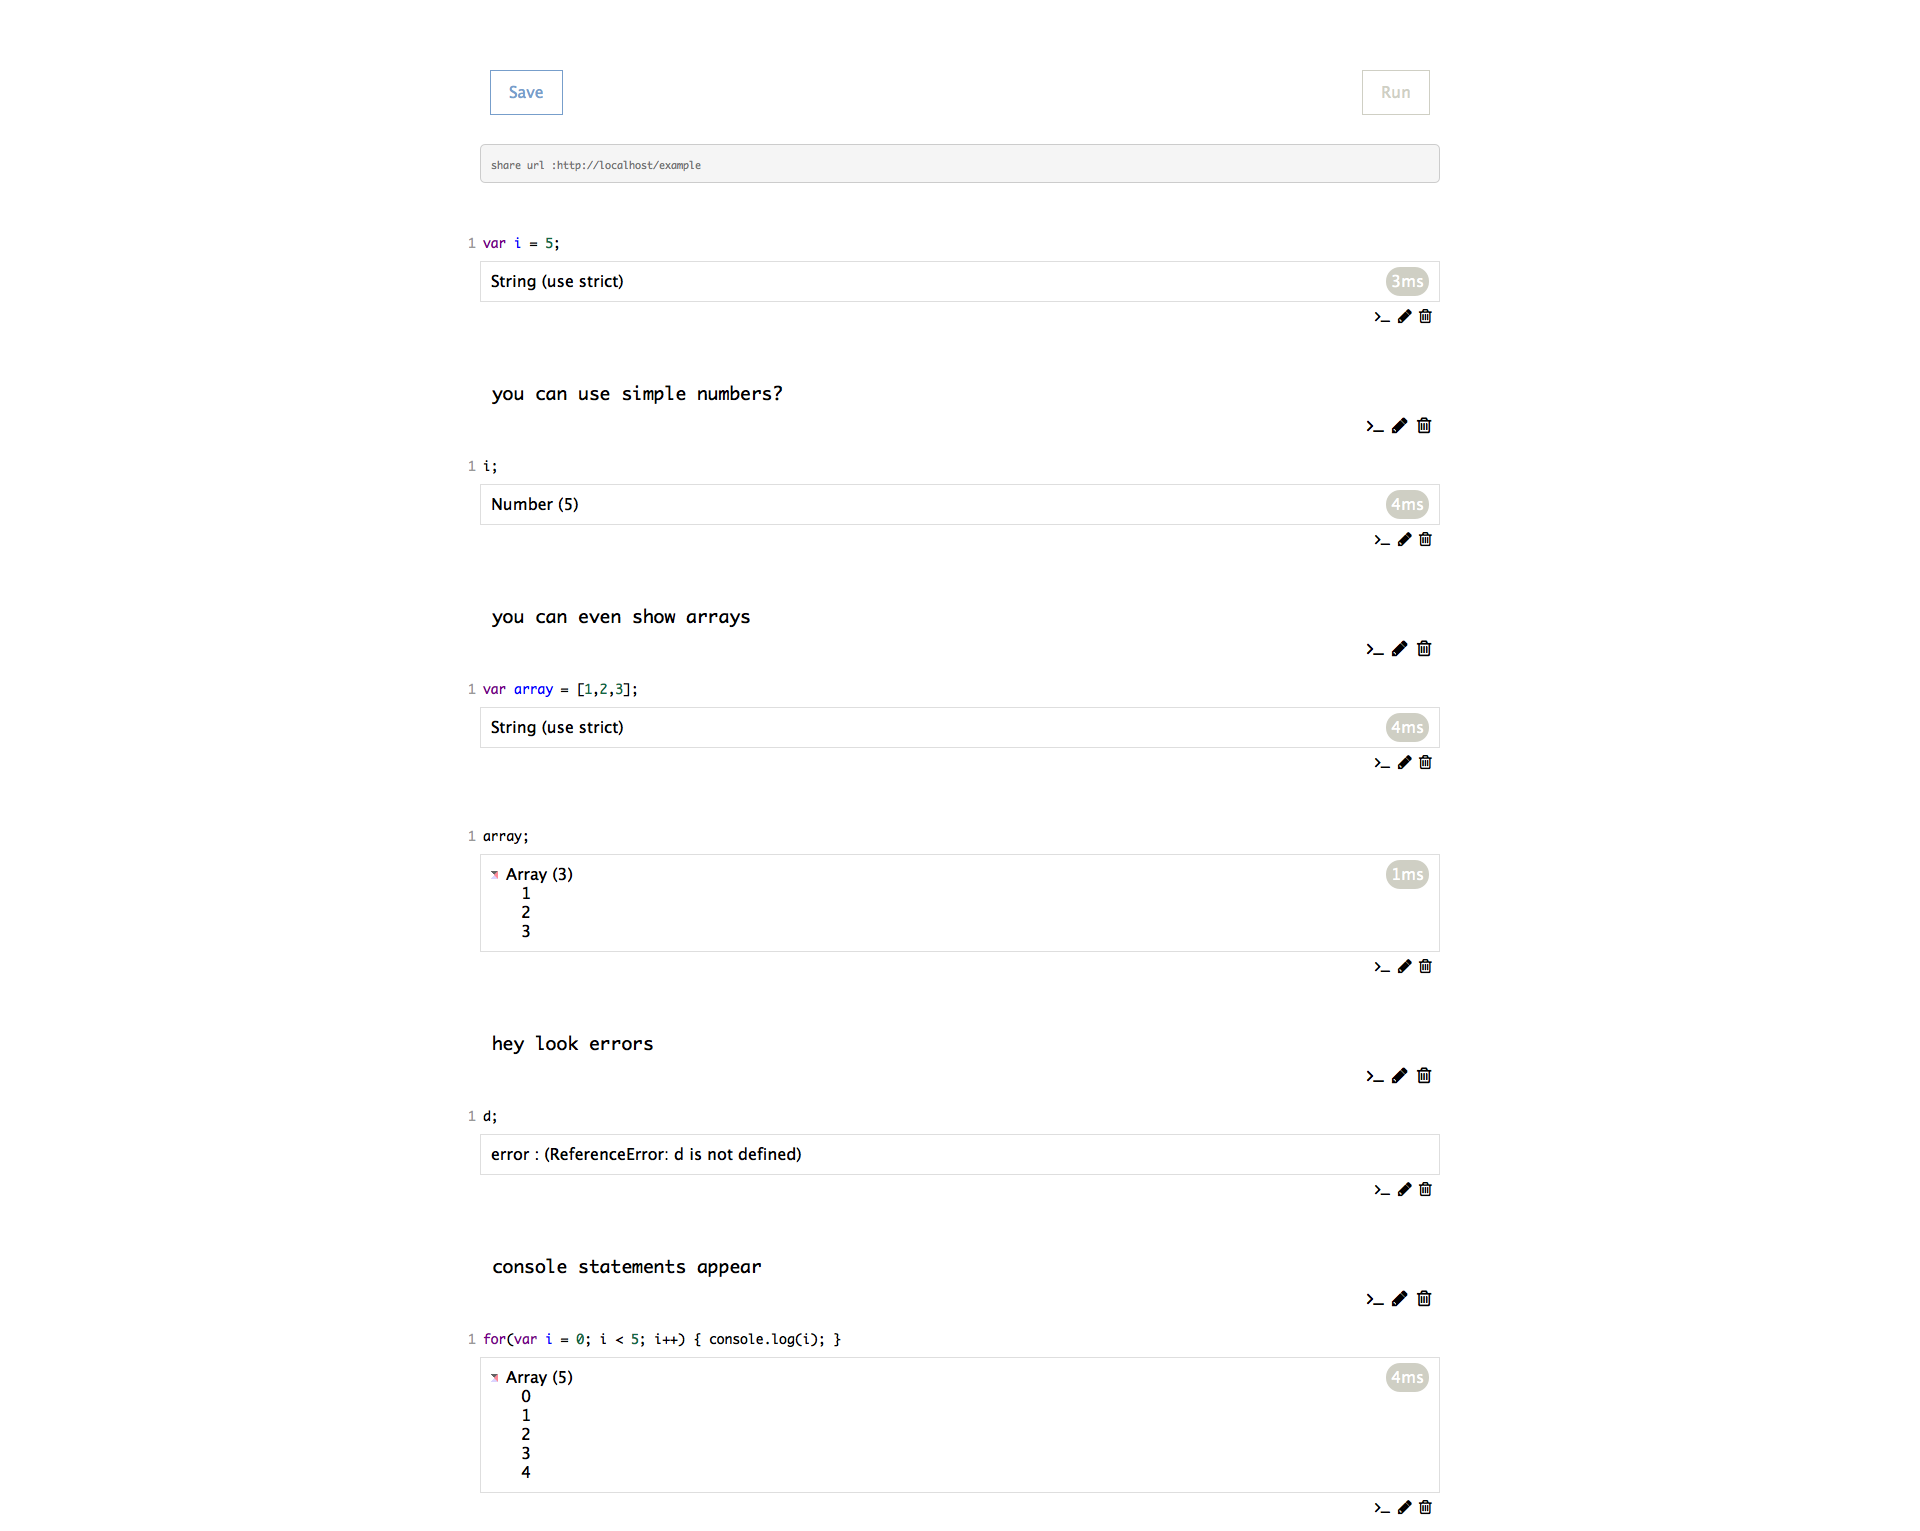 Save
Run
share url :http://localhost/example
1 var i = 5;
String (use strict)
3ms
>_
you can use simple numbers?
>_
1 i;
Number (5)
4ms
>_
you can even show arrays
>_
1 var array = [1,2,3];
String (use strict)
4ms
>_
1 array;
Array (3)
1ms
1
2
3
>_
hey look errors
>_
1 d;
error : (ReferenceError: d is not defined)
>_
console statements appear
>_
1 for(var i = 0; i < 5; i++) { console.log(i); }
Array (5)
4ms
0
1
2
3
4
>_